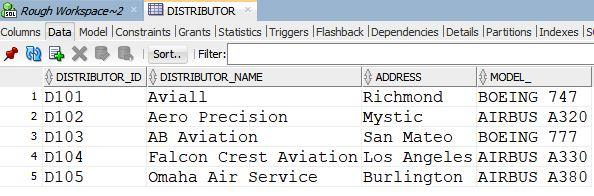 SQL Rough Workspace~2 DISTRIBUTOR
Columns Data Model Constraints Grants Statistics Triggers Flashback Dependencies Details Partitions Indexes
Sort.. Filter:
DISTRIBUTOR_ID DISTRIBUTOR_NAME ADDRESS MODEL_
1 D101 Aviall Richmond BOEING 747
2 D102 Aero Precision Mystic AIRBUS A320
3 D103 AB Aviation San Mateo BOEING 777
4 D104 Falcon Crest Aviation Los Angeles AIRBUS A330
5 D105 Omaha Air Service Burlington AIRBUS A380